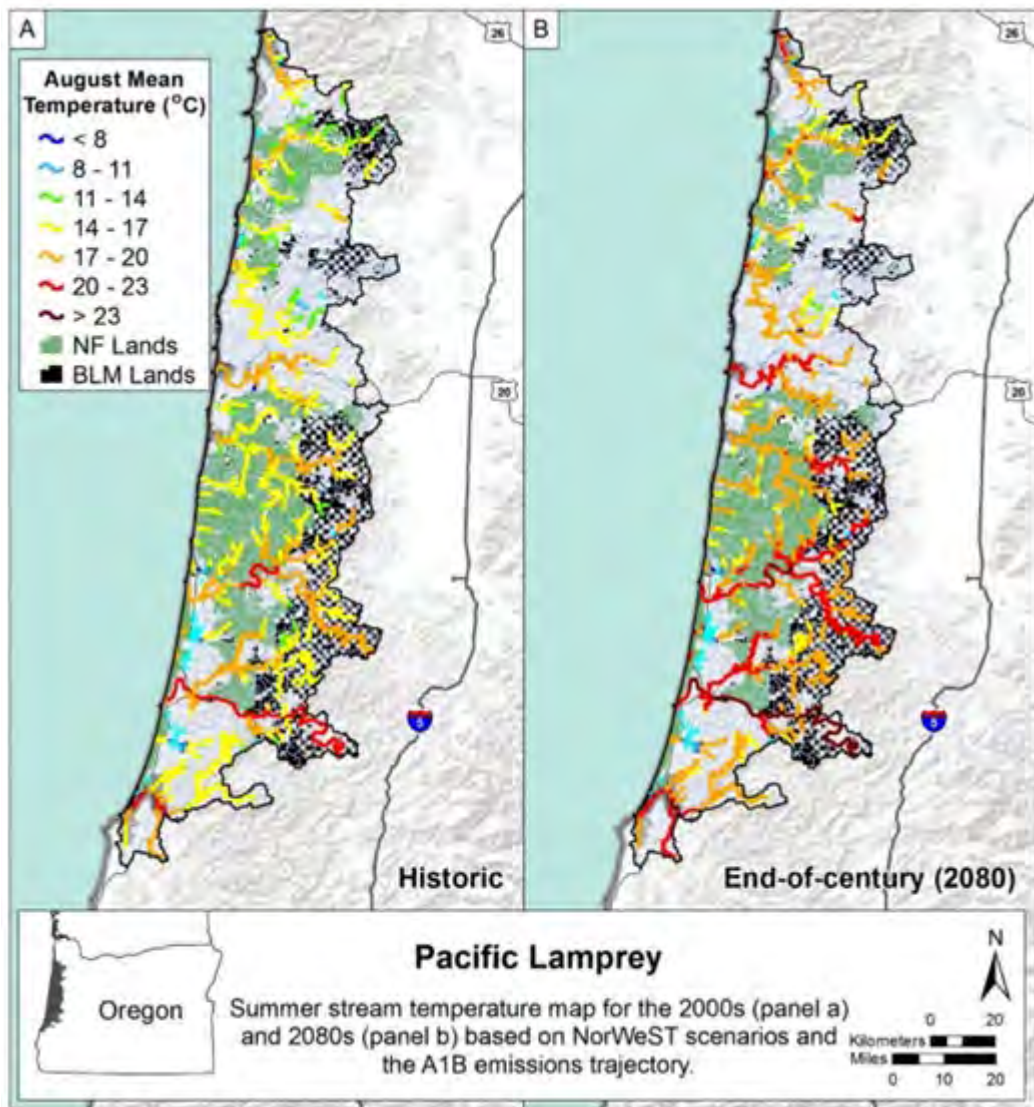 A
26
August Mean
Temperature (°C)
< 8
8 - 11
11 - 14
14 - 17
17 - 20
20 - 23
> 23
NF Lands
BLM Lands
20
5
Historic
B
26
20
5
End-of-century (2080)
Oregon
Pacific Lamprey
Summer stream temperature map for the 2000s (panel a)
and 2080s (panel b) based on NorWeST scenarios and
the A1B emissions trajectory.
N
0 20
Kilometers
Miles
0 10 20